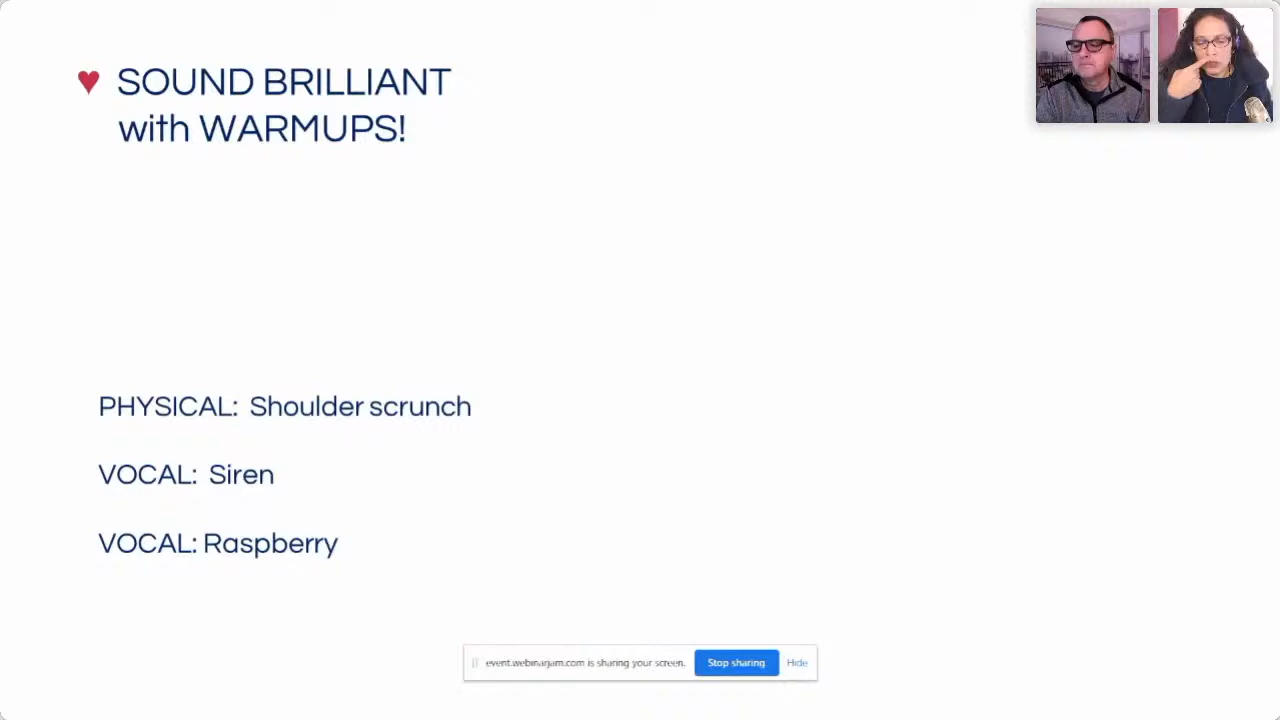 ♥ SOUND BRILLIANT
with WARMUPS!
PHYSICAL: Shoulder scrunch
VOCAL: Siren
VOCAL: Raspberry
event.webinarjam.com is sharing your screen. Stop sharing Hide